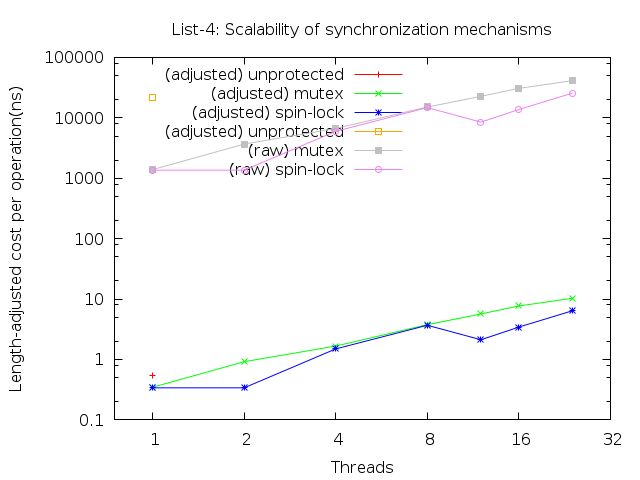 List-4: Scalability of synchronization mechanisms
Length-adjusted cost per operation(ns)
100000
10000
1000
100
10
1
0.1
(adjusted) unprotected
(adjusted) mutex
(adjusted) spin-lock
(adjusted) unprotected
(raw) mutex
(raw) spin-lock
1 2 4 8 16 32
Threads